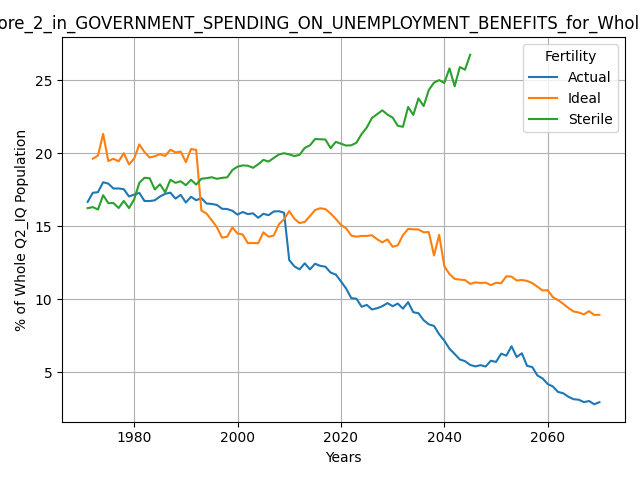 ore_2_in_GOVERNMENT_SPENDING_ON_UNEMPLOYMENT_BENEFITS_for_Whol
Fertility
Actual
Ideal
Sterile
% of Whole Q2_IQ Population
25
20
15
10
5
1980 2000 2020 2040 2060
Years